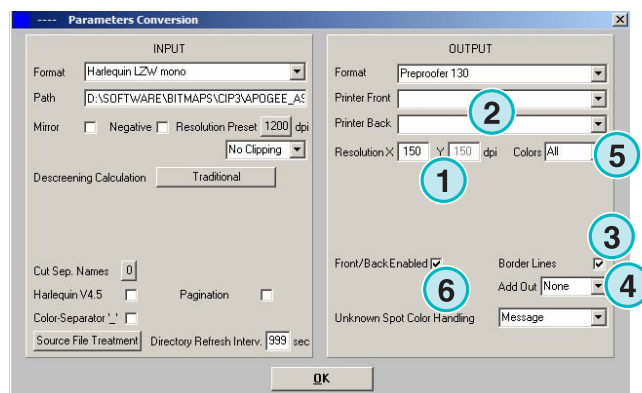 ---- Parameters Conversion
INPUT
Format Harlequin LZW mono
Path D:\SOFTWARE\BITMAPS\CIP3\APOGEE_AS
Mirror Negative Resolution Preset 1200 dpi
No Clipping
Descreening Calculation Traditional
Cut Sep. Names 0
Harlequin V4.5 Pagination
Color-Separator '_'
Source File Treatment Directory Refresh Interv. 999 sec
OUTPUT
Format Preproofer 130
Printer Front
2
Printer Back
Resolution X 150 Y 150 dpi Colors All 5
1
3
Front/Back Enabled Border Lines
6 Add Out None 4
Unknown Spot Color Handling Message
OK